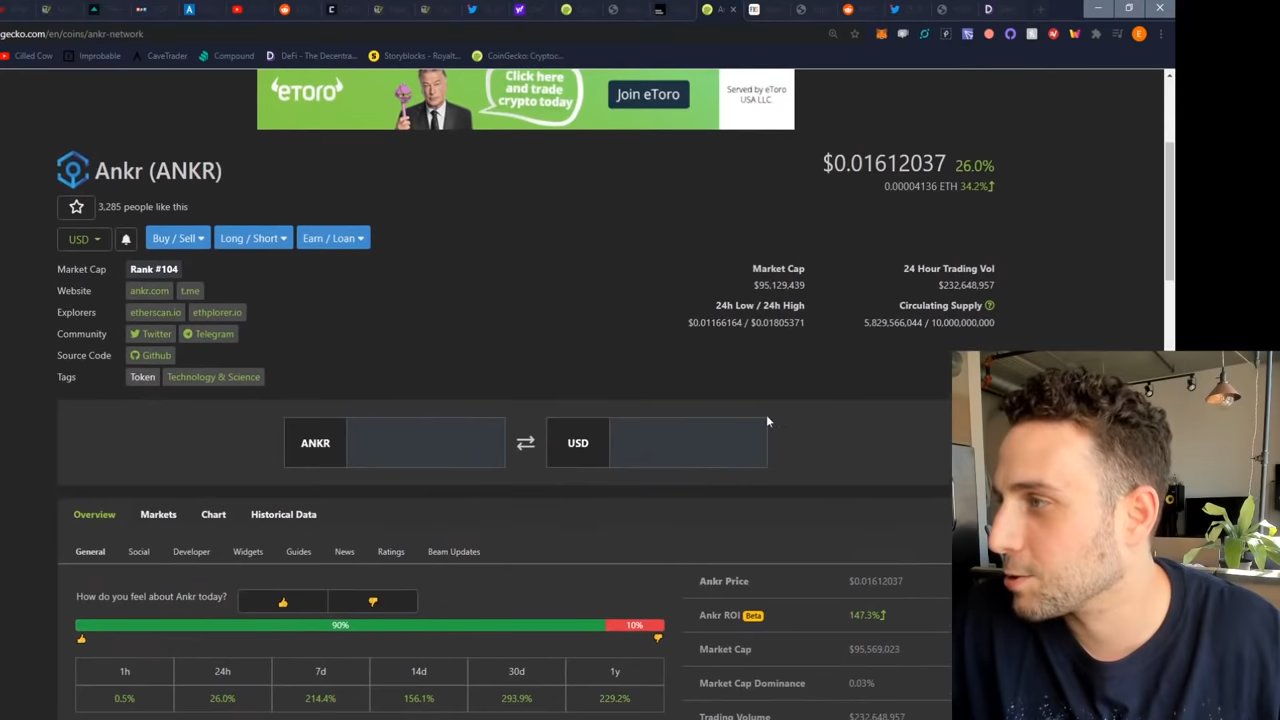 gecko.com/en/coins/ankr-network
Cilled Cow
Improbable
CaveTrader
Compound
DeFi - The Decentra...
Storyblocks - Royalt...
CoinGecko: Cryptoc...
eTORO
Click here
and trade
crypto today
Join eToro
Served by eToro
USA LLC.
Ankr (ANKR)
$0.01612037 26.0%
0.00004136 ETH 34.2%
3,285 people like this
USD
Buy / Sell
Long / Short
Earn / Loan
Market Cap Rank #104
Website ankr.com t.me
Explorers etherscan.io ethplorer.io
Community Twitter Telegram
Source Code Github
Tags Token Technology & Science
Market Cap
$95,129,439
24 Hour Trading Vol
$232,648,957
24h Low / 24h High
$0.01166164 / $0.01805371
Circulating Supply
5,829,566,044 / 10,000,000,000
ANKR
USD
Overview Markets Chart Historical Data
General Social Developer Widgets Guides News Ratings Beam Updates
How do you feel about Ankr today?
90% 10%
1h 24h 7d 14d 30d 1y
0.5% 26.0% 214.4% 156.1% 293.9% 229.2%
Ankr Price $0.01612037
Ankr ROI Beta 147.3%
Market Cap $95,569,023
Market Cap Dominance 0.03%
Trading Volume $232,648,957